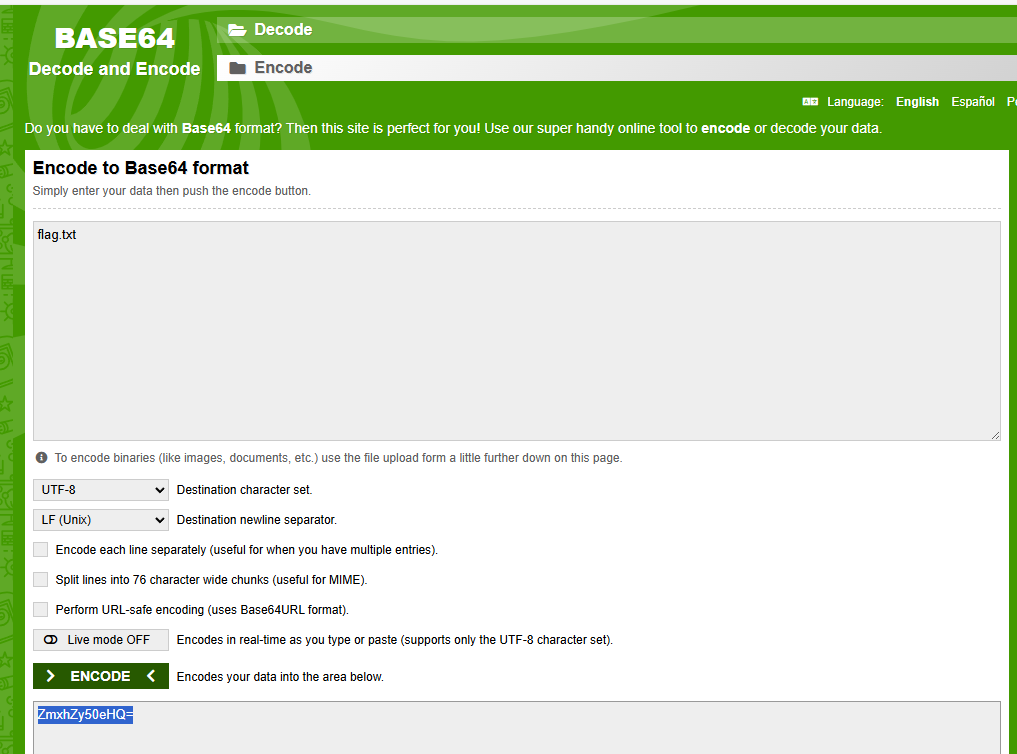 BASE64
Decode and Encode
Decode
Encode
Language: English Español
Do you have to deal with Base64 format? Then this site is perfect for you! Use our super handy online tool to encode or decode your data.
Encode to Base64 format
Simply enter your data then push the encode button.
flag.txt
To encode binaries (like images, documents, etc.) use the file upload form a little further down on this page.
UTF-8 Destination character set.
LF (Unix) Destination newline separator.
Encode each line separately (useful for when you have multiple entries).
Split lines into 76 character wide chunks (useful for MIME).
Perform URL-safe encoding (uses Base64URL format).
Live mode OFF Encodes in real-time as you type or paste (supports only the UTF-8 character set).
ENCODE Encodes your data into the area below.
ZmxhZy50eHQ=